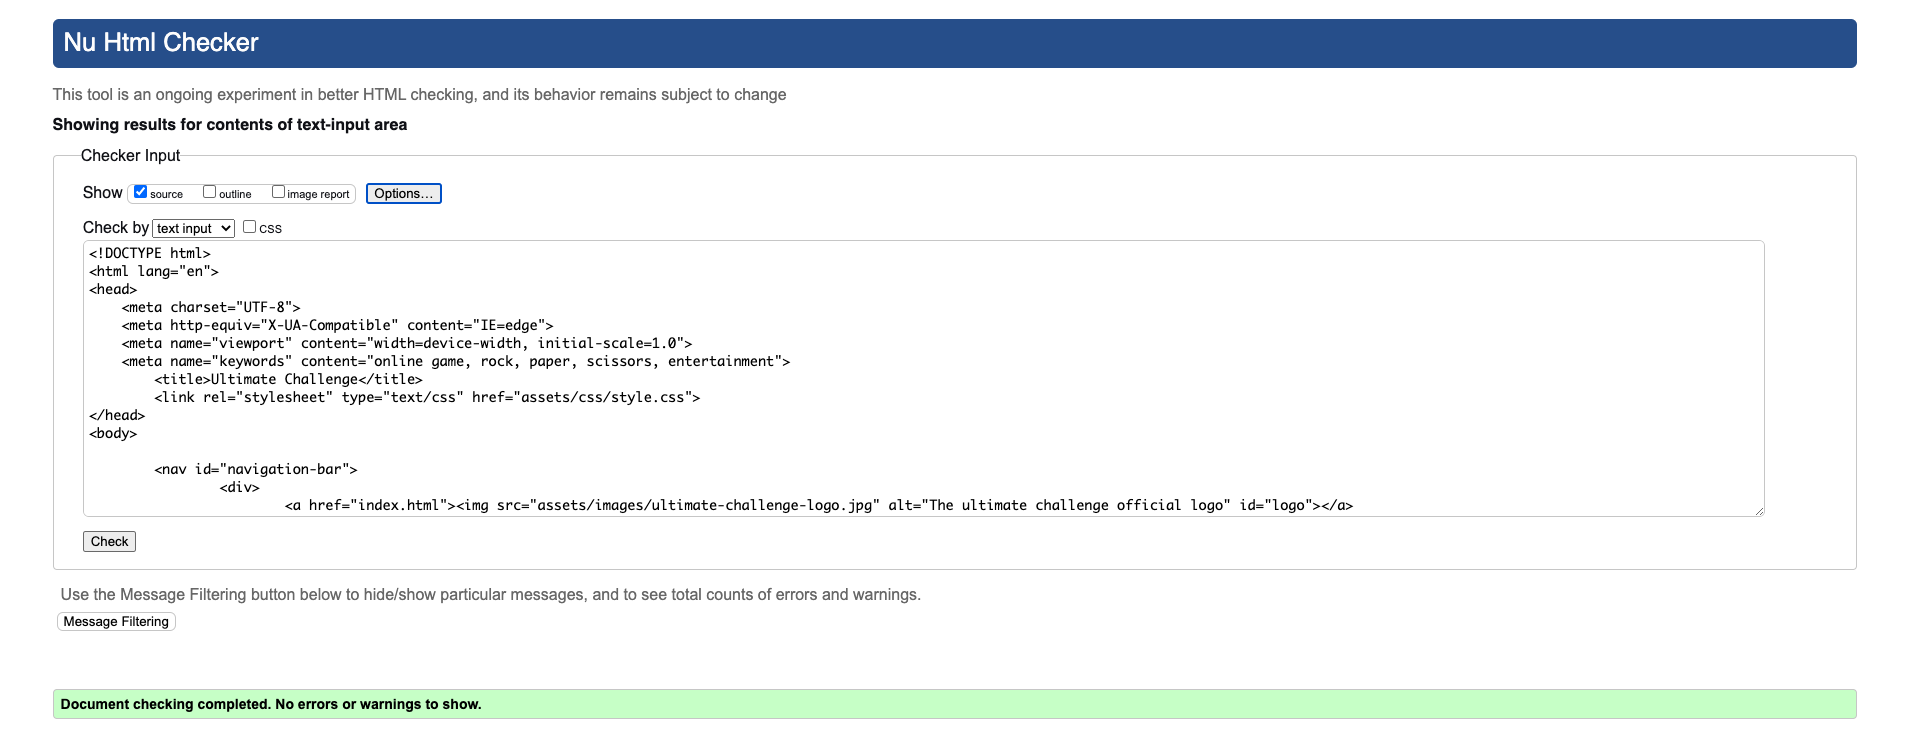 Nu Html Checker
This tool is an ongoing experiment in better HTML checking, and its behavior remains subject to change
Showing results for contents of text-input area
Checker Input
Show source outline image report Options...
Check by text input css
<!DOCTYPE html>
<html lang="en">
<head>
    <meta charset="UTF-8">
    <meta http-equiv="X-UA-Compatible" content="IE=edge">
    <meta name="viewport" content="width=device-width, initial-scale=1.0">
    <meta name="keywords" content="online game, rock, paper, scissors, entertainment">
        <title>Ultimate Challenge</title>
        <link rel="stylesheet" type="text/css" href="assets/css/style.css">
</head>
<body>
        <nav id="navigation-bar">
                <div>
                        <a href="index.html"><img src="assets/images/ultimate-challenge-logo.jpg" alt="The ultimate challenge official logo" id="logo"></a>
Check
Use the Message Filtering button below to hide/show particular messages, and to see total counts of errors and warnings.
Message Filtering
Document checking completed. No errors or warnings to show.